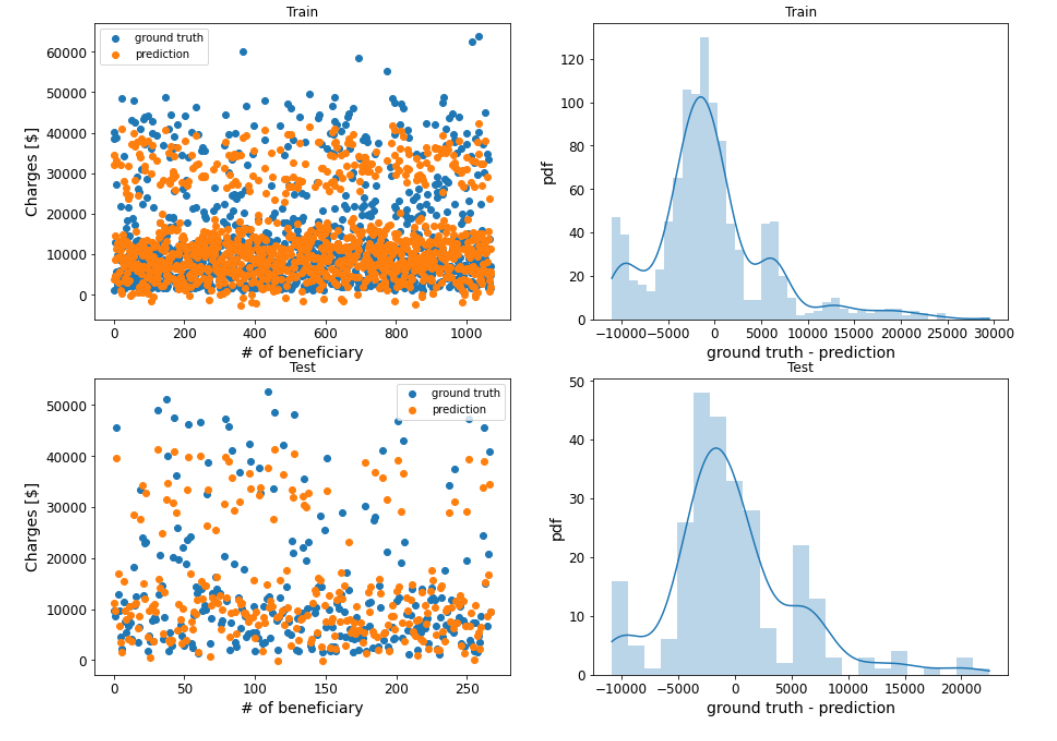 Train
ground truth
prediction
60000
50000
40000
30000
20000
10000
0
Charges [$]
0 200 400 600 800 1000
# of beneficiary
Train
120
100
80
60
40
20
0
pdf
−10000 −5000 0 5000 10000 15000 20000 25000 30000
ground truth - prediction
Test
ground truth
prediction
50000
40000
30000
20000
10000
0
Charges [$]
0 50 100 150 200 250
# of beneficiary
Test
50
40
30
20
10
0
pdf
−10000 −5000 0 5000 10000 15000 20000
ground truth - prediction